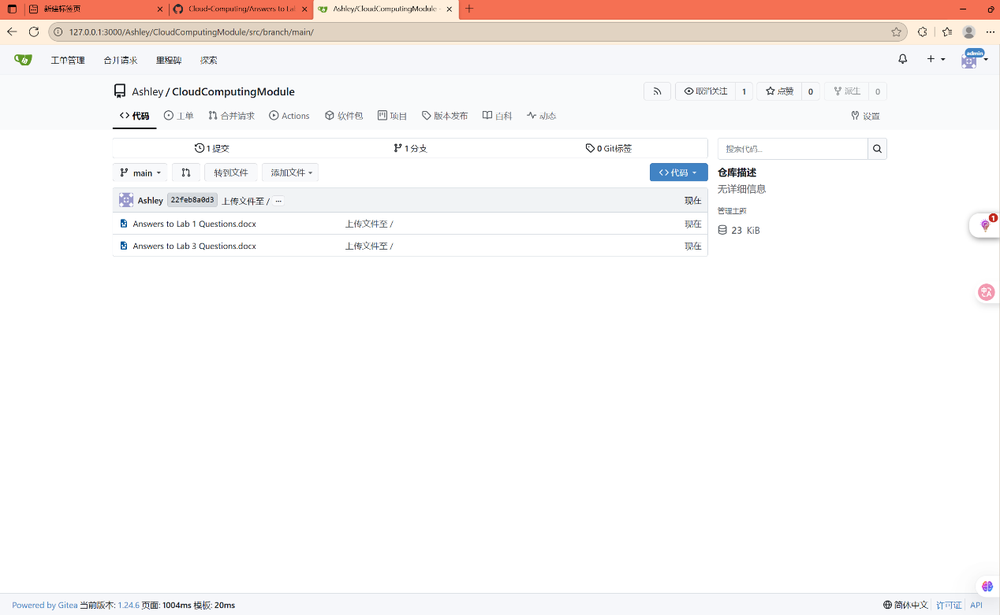 新建标签页
Cloud-Computing/Answers to Lal
Ashley/CloudComputingModule -
127.0.0.1:3000/Ashley/CloudComputingModule/src/branch/main/
工单管理 合并请求 里程碑 探索
admin
Ashley / CloudComputingModule
取消关注 1 点赞 0 派生 0
代码 工单 合并请求 Actions 软件包 项目 版本发布 百科 动态 设置
1 提交 1 分支 0 Git标签
搜索代码...
main 转到文件 添加文件 代码
仓库描述
无详细信息
Ashley 22feb8a0d3 上传文件至 / ... 现在
管理主题
Answers to Lab 1 Questions.docx 上传文件至 / 现在
23 KiB
Answers to Lab 3 Questions.docx 上传文件至 / 现在
1
中A
Powered by Gitea 当前版本: 1.24.6 页面: 1004ms 模板: 20ms
简体中文 许可证 API